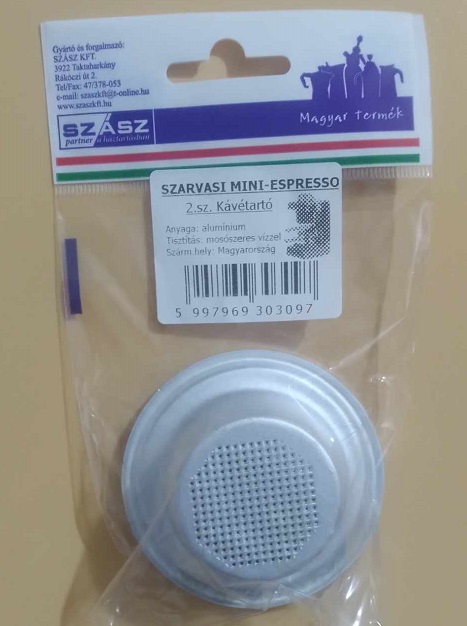 Gyártó és forgalmazó:
SZÁSZ KFT.
3922 Taktaharkány
Rákóczi út 2.
Tel/Fax: 47/378-053
e-mail: szaszkft@t-online.hu
www.szaszkft.hu
SZÁSZ
partner a háztartásban
Magyar termék
SZARVASI MINI-ESPRESSO
2.sz. Kávétartó
Anyaga: alumínium
Tisztítás: mosószeres vízzel
Szárm.hely: Magyarország
5 997969 303097